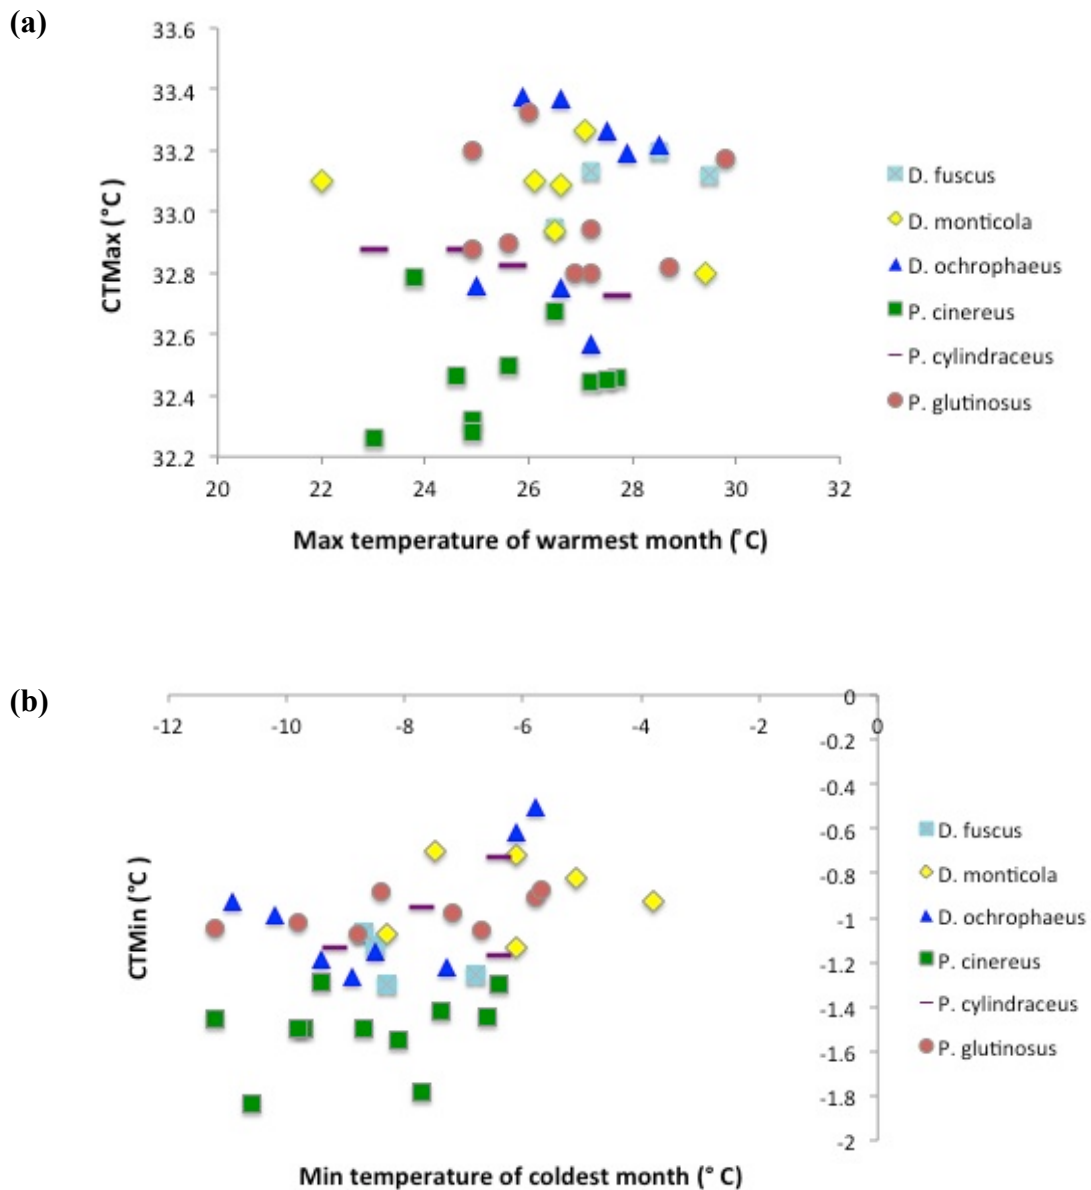 (a)
33.6
33.4
33.2
33.0
32.8
32.6
32.4
32.2
CTMax (°C )
20 22 24 26 28 30 32
Max temperature of warmest month (°C)
D. fuscus
D. monticola
D. ochrophaeus
P. cinereus
P. cylindraceus
P. glutinosus
(b)
-12 -10 -8 -6 -4 -2 0
0
-0.2
-0.4
-0.6
-0.8
-1
-1.2
-1.4
-1.6
-1.8
-2
CTMin (°C )
Min temperature of coldest month (° C)
D. fuscus
D. monticola
D. ochrophaeus
P. cinereus
P. cylindraceus
P. glutinosus